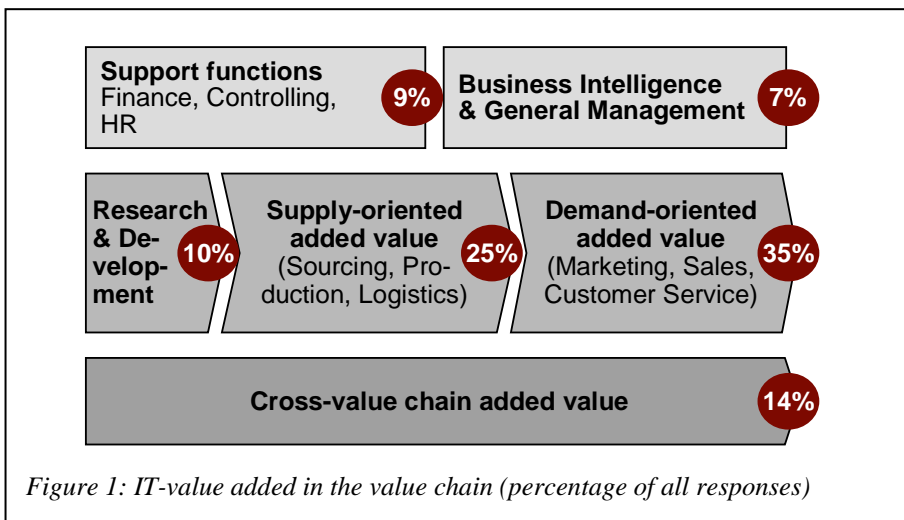 Support functions
Finance, Controlling,
HR
9%
Business Intelligence
& General Management
7%
Research
& De-
velop-
ment
10%
Supply-oriented
added value
(Sourcing, Pro-
duction, Logistics)
25%
Demand-oriented
added value
(Marketing, Sales,
Customer Service)
35%
Cross-value chain added value
14%
Figure 1: IT-value added in the value chain (percentage of all responses)